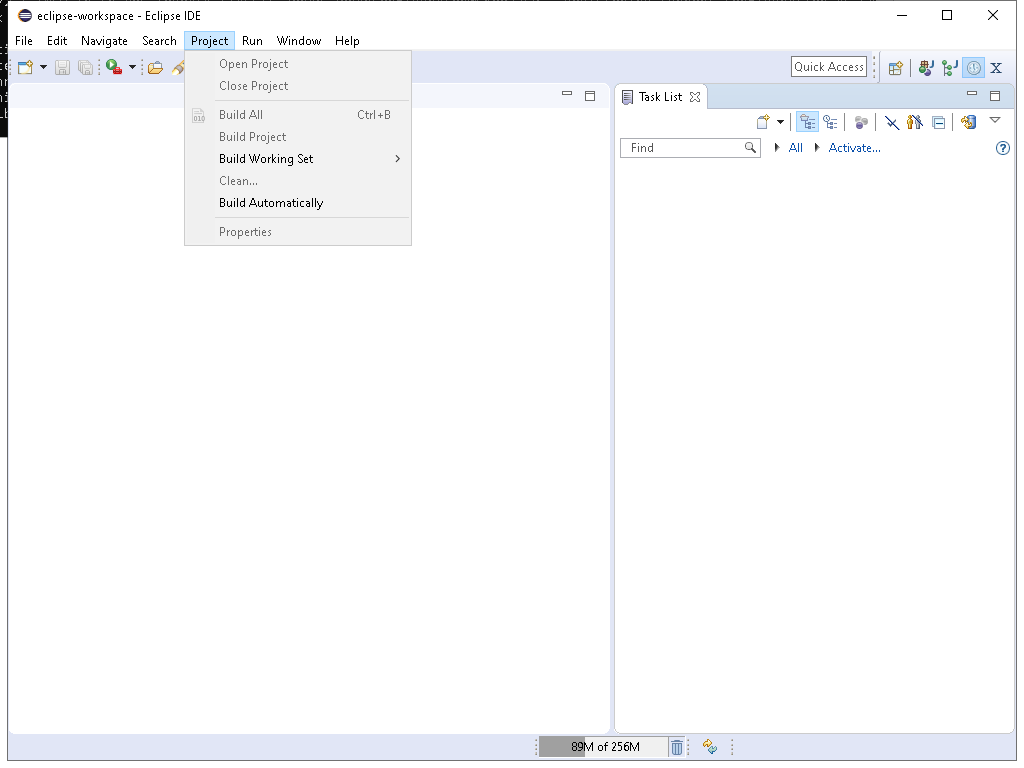 eclipse-workspace - Eclipse IDE
File Edit Navigate Search Project Run Window Help
Open Project
Close Project
Build All Ctrl+B
Build Project
Build Working Set
Clean...
Build Automatically
Properties
Quick Access
Task List
Find All Activate...
89M of 256M